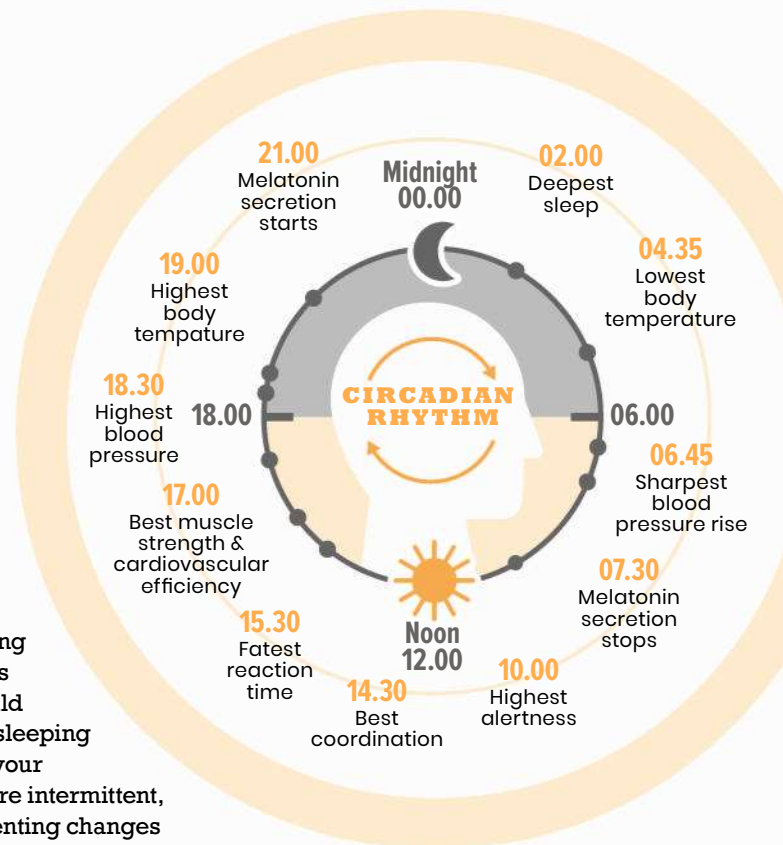 Midnight
00.00
02.00
Deepest
sleep
04.35
Lowest
body
temperature
06.00
06.45
Sharpest
blood
pressure rise
07.30
Melatonin
secretion
stops
10.00
Highest
alertness
Noon
12.00
14.30
Best
coordination
15.30
Fatest
reaction
time
17.00
Best muscle
strength &
cardiovascular
efficiency
18.00
18.30
Highest
blood
pressure
19.00
Highest
body
tempature
21.00
Melatonin
secretion
starts
CIRCADIAN
RHYTHM
ng
s
ld
sleeping
your
re intermittent,
enting changes